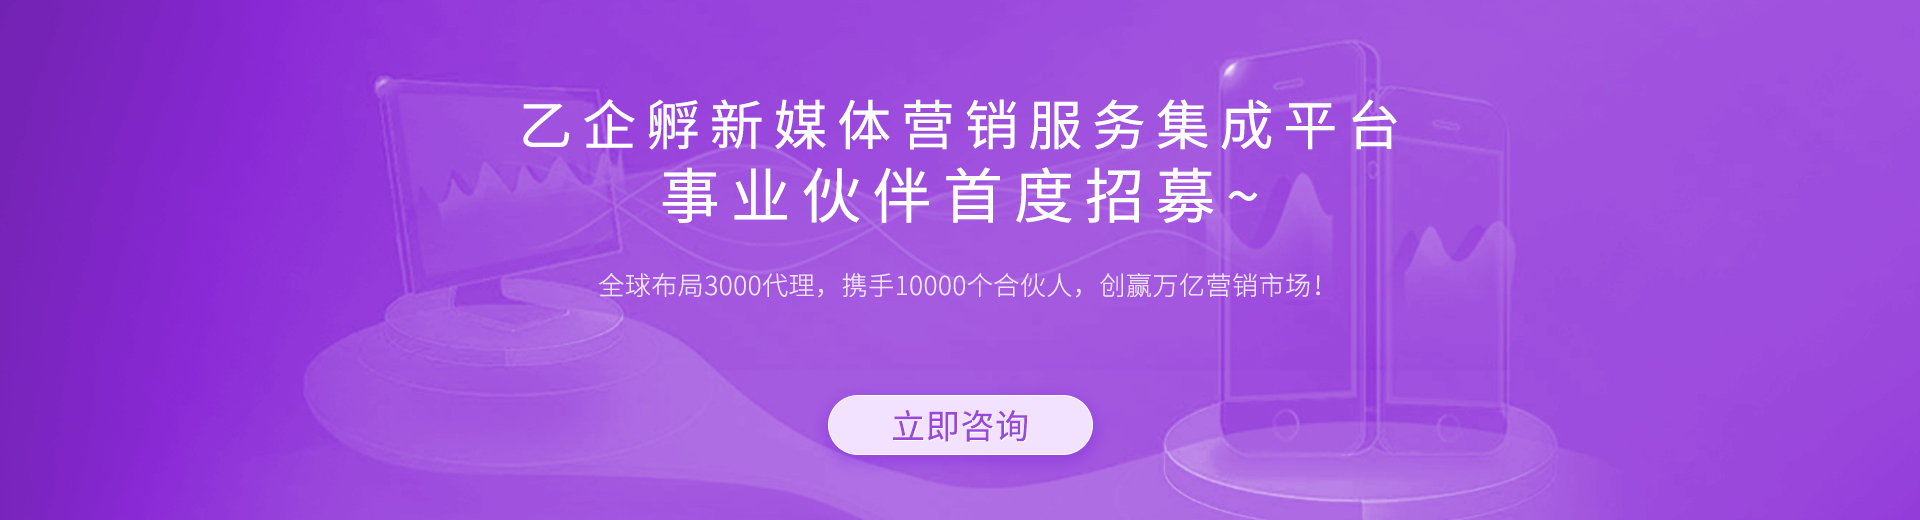 乙企孵新媒体营销服务集成平台
事业伙伴首度招募~
全球布局3000代理，携手10000个合伙人，创赢万亿营销市场！
立即咨询